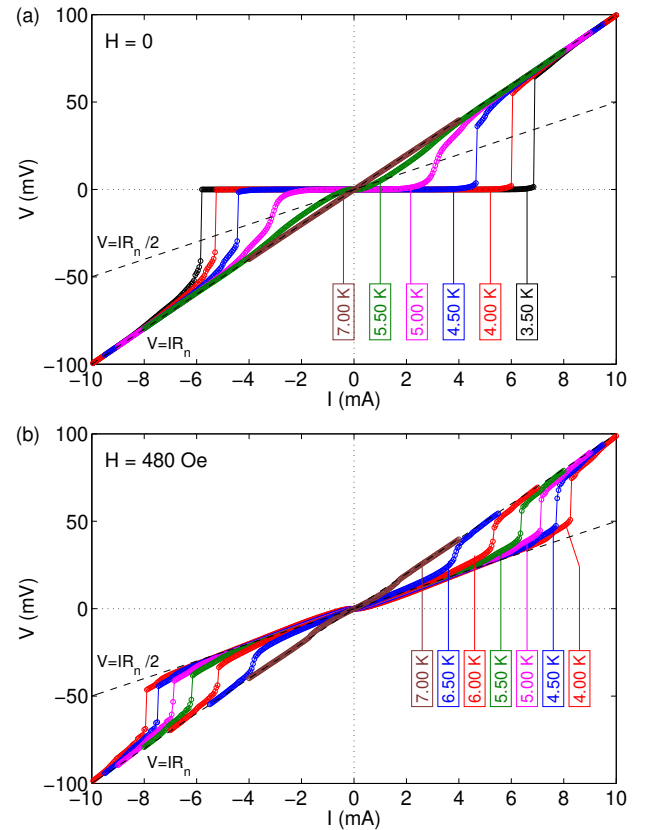 (a)
H = 0
100
50
0
−50
−100
V (mV)
V=IRn /2
V=IRn
7.00 K
5.50 K
5.00 K
4.50 K
4.00 K
3.50 K
−10 −8 −6 −4 −2 0 2 4 6 8 10
I (mA)
(b)
H = 480 Oe
100
50
0
−50
−100
V (mV)
V=IRn /2
V=IRn
7.00 K
6.50 K
6.00 K
5.50 K
5.00 K
4.50 K
4.00 K
−10 −8 −6 −4 −2 0 2 4 6 8 10
I (mA)